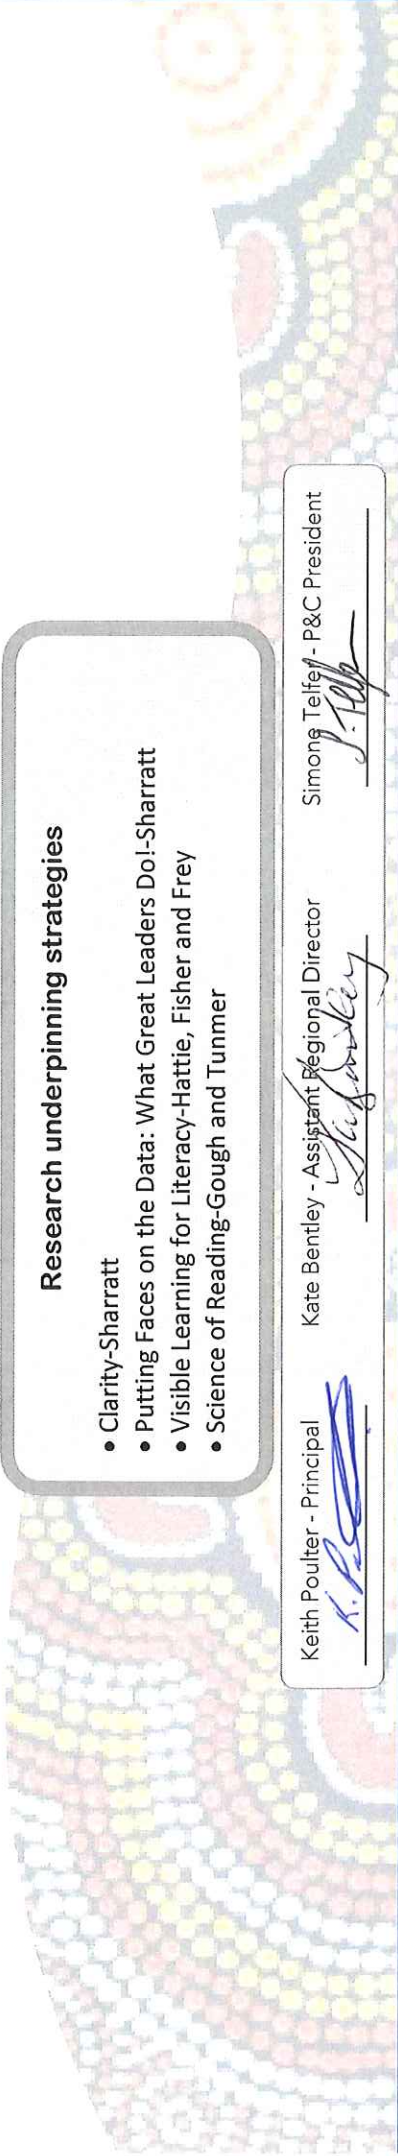 Research underpinning strategies
• Clarity-Sharratt
• Putting Faces on the Data: What Great Leaders Do!-Sharratt
• Visible Learning for Literacy-Hattie, Fisher and Frey
• Science of Reading-Gough and Tunmer
Keith Poulter - Principal
Kate Bentley - Assistant Regional Director
Simone Telfer - P&C President
S. Telfer